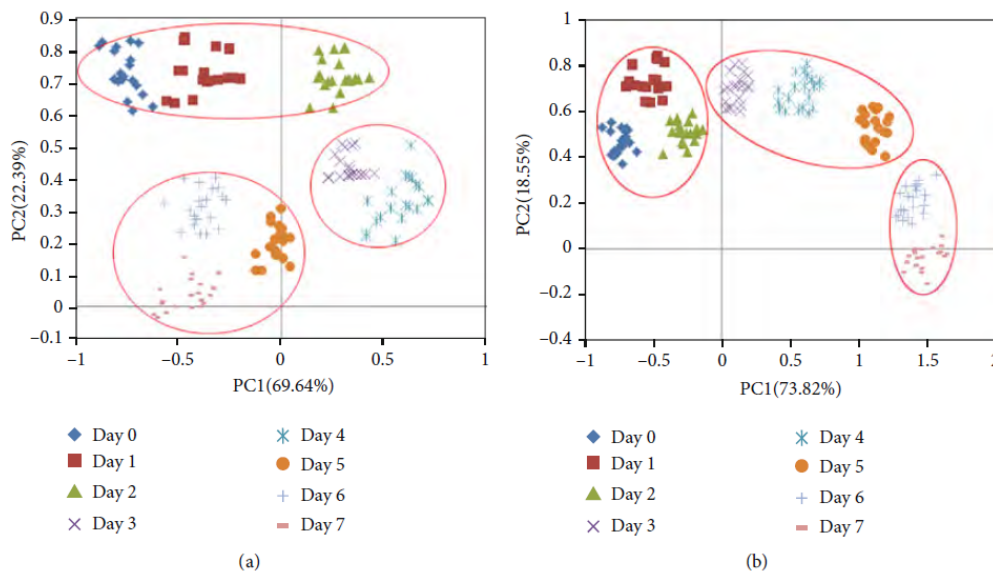 0.9
0.8
0.7
0.6
0.5
0.4
0.3
0.2
0.1
0
–0.1
PC2(22.39%)
–1 –0.5 0 0.5 1
PC1(69.64%)
Day 0 Day 4
Day 1 Day 5
Day 2 Day 6
Day 3 Day 7
(a)
1
0.8
0.6
0.4
0.2
0
–0.2
–0.4
PC2(18.55%)
–1 –0.5 0 0.5 1 1.5 2
PC1(73.82%)
Day 0 Day 4
Day 1 Day 5
Day 2 Day 6
Day 3 Day 7
(b)